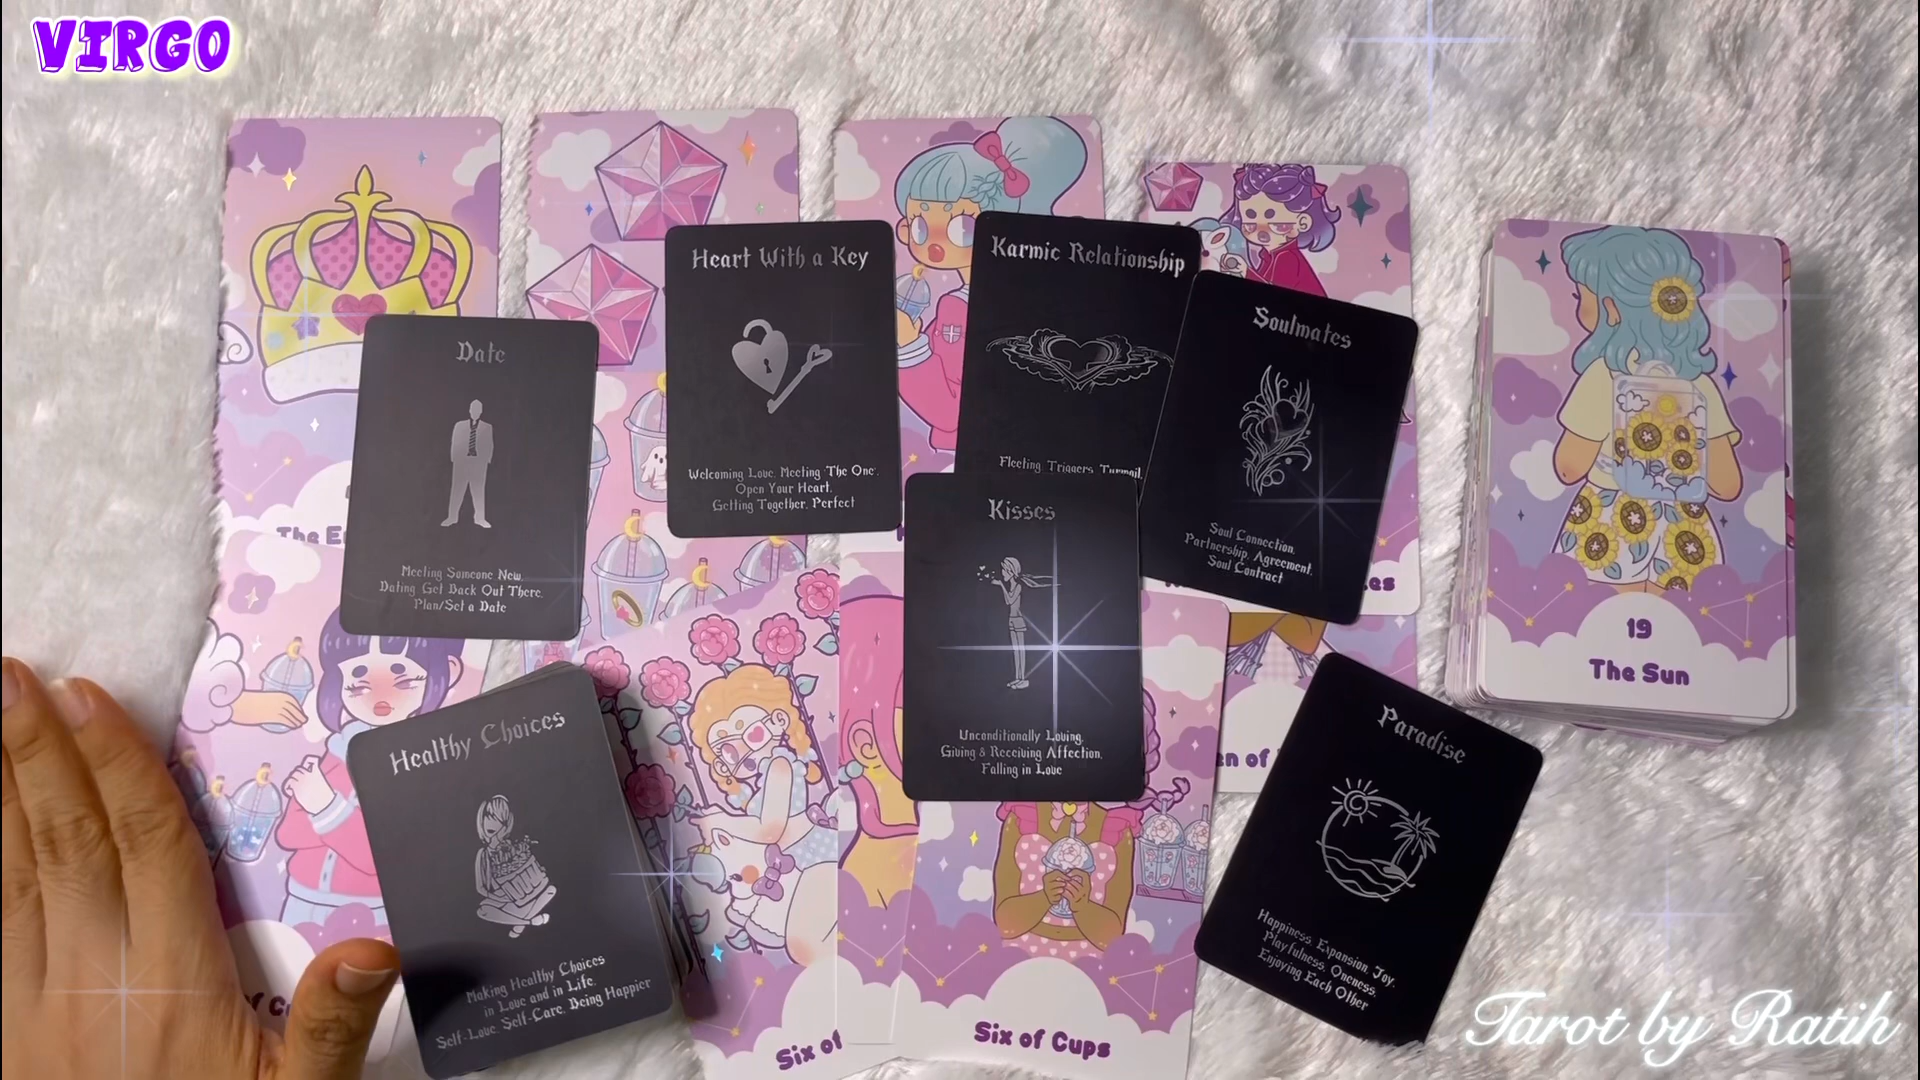 VIRGO
Heart With a Key
Welcoming Love. Meeting 'The One'.
Open Your Heart.
Getting Together. Perfect
Karmic Relationship
Fleeting. Triggers. Turmoil.
Soulmates
Soul Connection.
Partnership. Agreement.
Soul Contract
Date
Meeting Someone New.
Dating. Get Back Out There.
Plan/Set a Date
The
Kisses
Unconditionally Loving.
Giving & Receiving Affection.
Falling in Love
19
The Sun
of
Healthy Choices
Making Healthy Choices
in Love and in Life.
Self-Love. Self-Care. Being Happier
Paradise
Happiness. Expansion. Joy.
Playfulness. Oneness.
Enjoying Each Other
Six of
Six of Cups
Tarot by Ratih